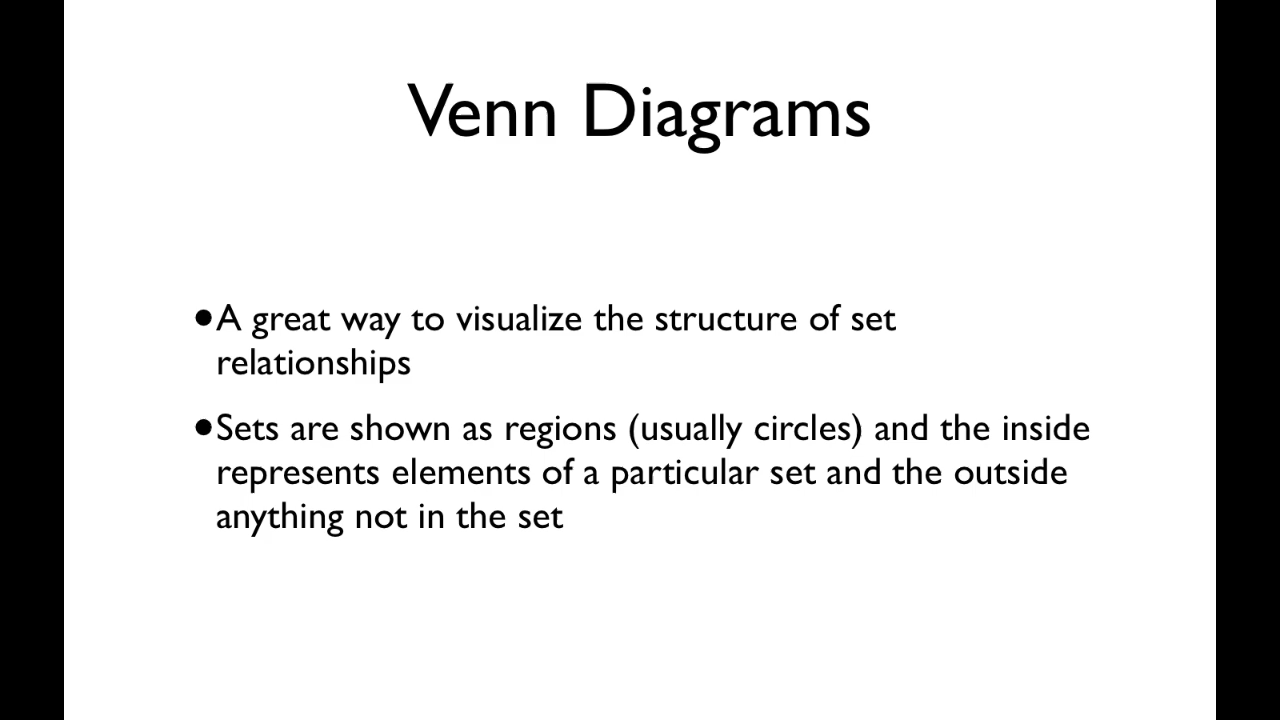 Venn Diagrams
•A great way to visualize the structure of set
relationships
•Sets are shown as regions (usually circles) and the inside
represents elements of a particular set and the outside
anything not in the set